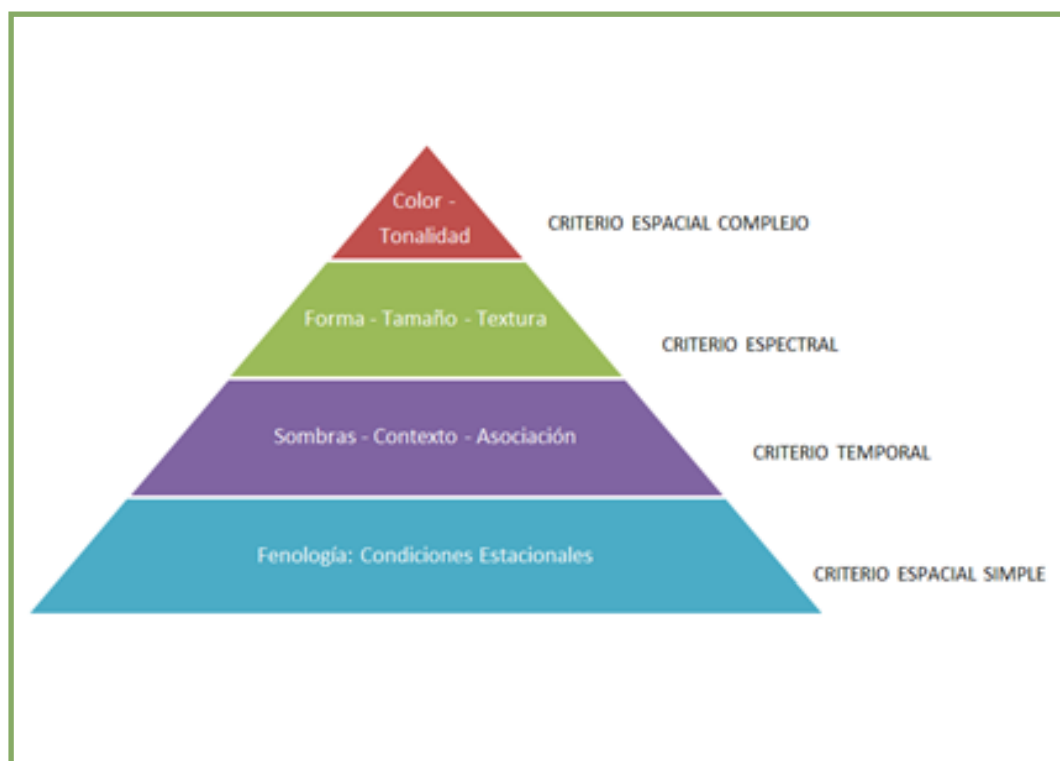 Color -
Tonalidad
CRITERIO ESPACIAL COMPLEJO
Forma - Tamaño - Textura
CRITERIO ESPECTRAL
Sombras - Contexto - Asociación
CRITERIO TEMPORAL
Fenología: Condiciones Estacionales
CRITERIO ESPACIAL SIMPLE